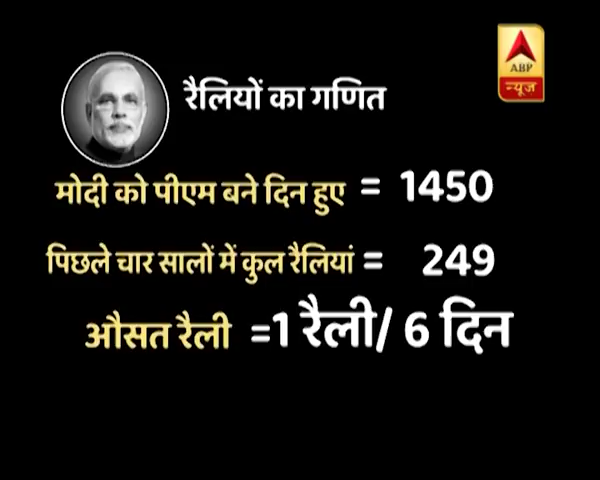 ABP
न्यूज़
रैलियों का गणित
मोदी को पीएम बने दिन हुए = 1450
पिछले चार सालों में कुल रैलियां = 249
औसत रैली =1 रैली/ 6 दिन